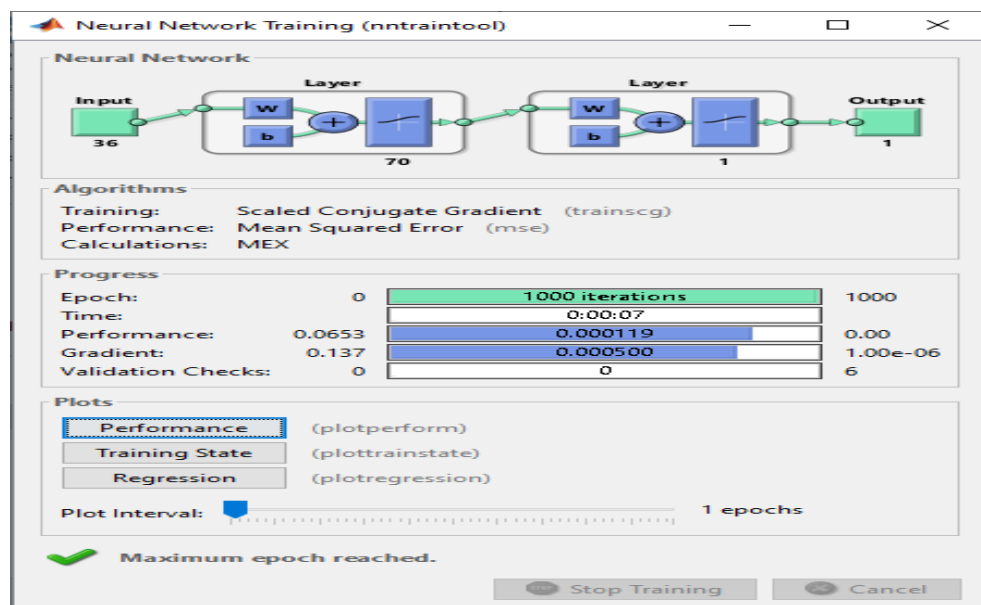 Neural Network Training (nntraintool)
Neural Network
Layer Layer
Input w w Output
b b
36 70 1 1
Algorithms
Training: Scaled Conjugate Gradient (trainscg)
Performance: Mean Squared Error (mse)
Calculations: MEX
Progress
Epoch: 0 1000 iterations 1000
Time: 0:00:07
Performance: 0.0653 0.000119 0.00
Gradient: 0.137 0.000500 1.00e-06
Validation Checks: 0 0 6
Plots
Performance (plotperform)
Training State (plottrainstate)
Regression (plotregression)
Plot Interval: 1 epochs
Maximum epoch reached.
Stop Training Cancel